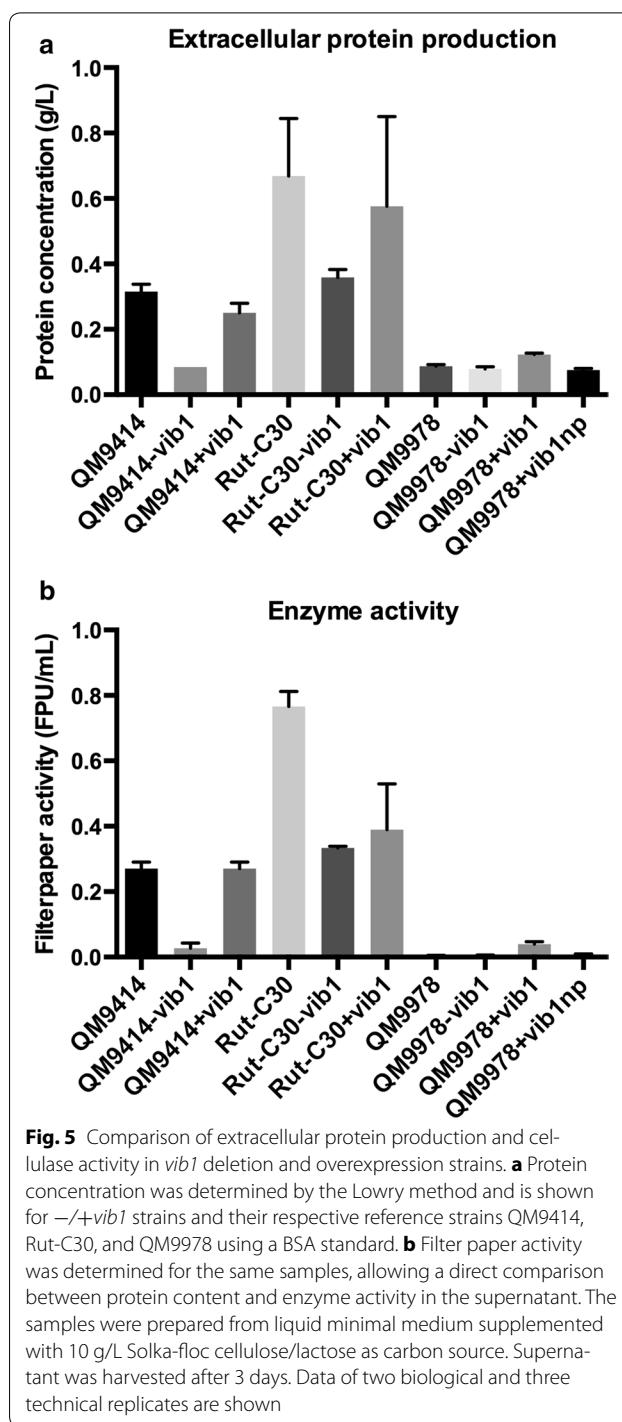 a
Extracellular protein production
Protein concentration (g/L)
1.0
0.8
0.6
0.4
0.2
0.0
QM9414
QM9414-vib1
QM9414+vib1
Rut-C30
Rut-C30-vib1
Rut-C30+vib1
QM9978
QM9978-vib1
QM9978+vib1
QM9978+vib1np
b
Enzyme activity
Filterpaper activity (FPU/mL)
1.0
0.8
0.6
0.4
0.2
0.0
QM9414
QM9414-vib1
QM9414+vib1
Rut-C30
Rut-C30-vib1
Rut-C30+vib1
QM9978
QM9978-vib1
QM9978+vib1
QM9978+vib1np
Fig. 5 Comparison of extracellular protein production and cel-
lulase activity in vib1 deletion and overexpression strains. a Protein
concentration was determined by the Lowry method and is shown
for −/+vib1 strains and their respective reference strains QM9414,
Rut-C30, and QM9978 using a BSA standard. b Filter paper activity
was determined for the same samples, allowing a direct comparison
between protein content and enzyme activity in the supernatant. The
samples were prepared from liquid minimal medium supplemented
with 10 g/L Solka-floc cellulose/lactose as carbon source. Superna-
tant was harvested after 3 days. Data of two biological and three
technical replicates are shown